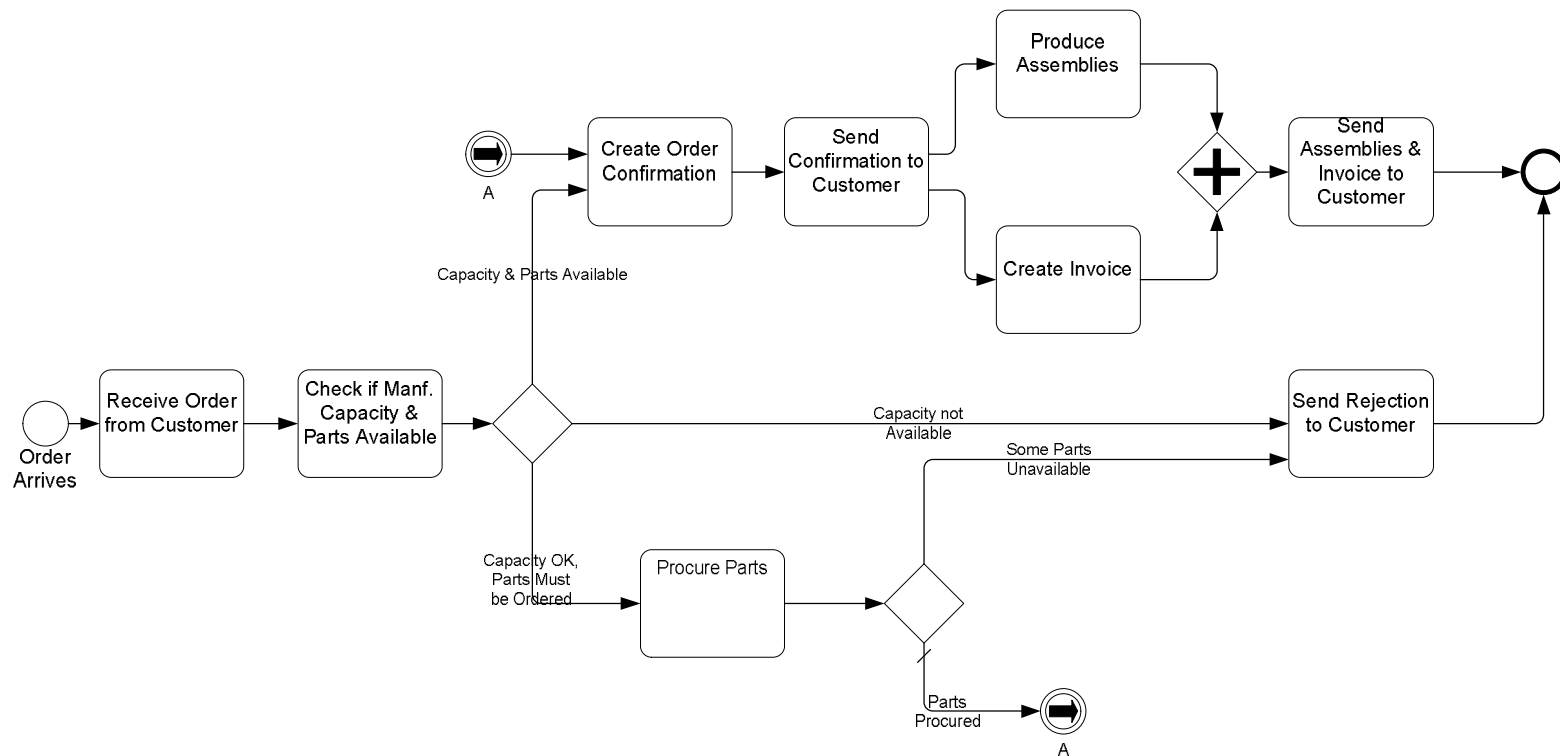 Produce
Assemblies
Send
Assemblies &
Invoice to
Customer
Create Order
Confirmation
Send
Confirmation to
Customer
A
Create Invoice
Capacity & Parts Available
Receive Order
from Customer
Check if Manf.
Capacity &
Parts Available
Capacity not
Available
Send Rejection
to Customer
Order
Arrives
Some Parts
Unavailable
Capacity OK,
Parts Must
be Ordered
Procure Parts
Parts
Procured
A